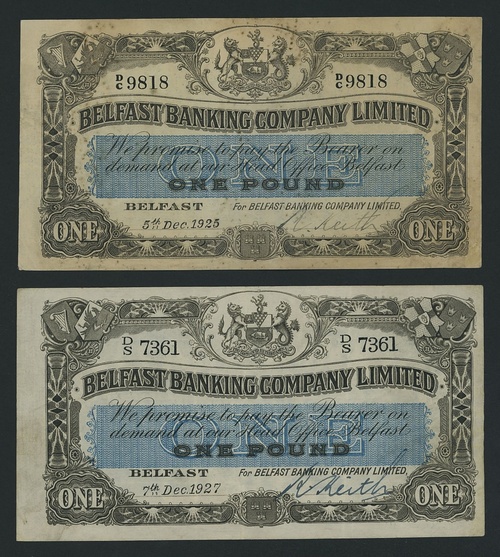 D/C 9818 D/C 9818
BELFAST BANKING COMPANY LIMITED
We promise to pay the Bearer on
demand at our Head Office Belfast
ONE
ONE POUND
BELFAST For BELFAST BANKING COMPANY LIMITED,
5th Dec. 1925
ONE ONE
D/S 7361 D/S 7361
BELFAST BANKING COMPANY LIMITED
We promise to pay the Bearer on
demand at our Head Office Belfast
ONE
ONE POUND
BELFAST For BELFAST BANKING COMPANY LIMITED,
7th Dec. 1927 Keith
ONE ONE